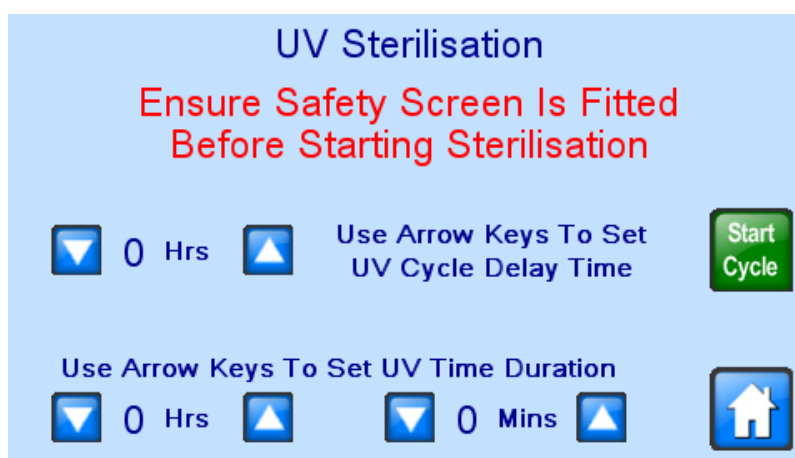 UV Sterilisation
Ensure Safety Screen Is Fitted
Before Starting Sterilisation
0 Hrs
Use Arrow Keys To Set
UV Cycle Delay Time
Start
Cycle
Use Arrow Keys To Set UV Time Duration
0 Hrs
0 Mins